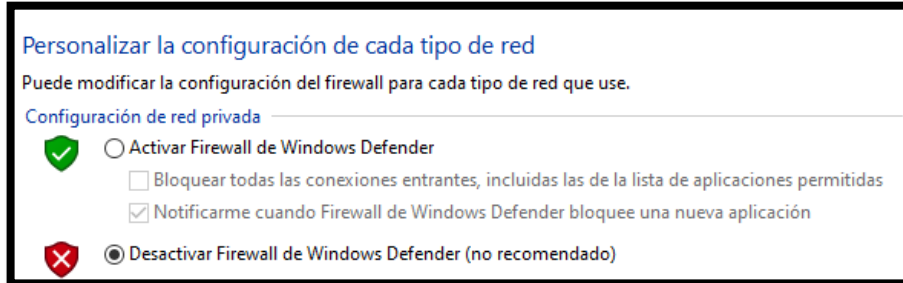 Personalizar la configuración de cada tipo de red
Puede modificar la configuración del firewall para cada tipo de red que use.
Configuración de red privada
Activar Firewall de Windows Defender
Bloquear todas las conexiones entrantes, incluidas las de la lista de aplicaciones permitidas
Notificarme cuando Firewall de Windows Defender bloquee una nueva aplicación
Desactivar Firewall de Windows Defender (no recomendado)